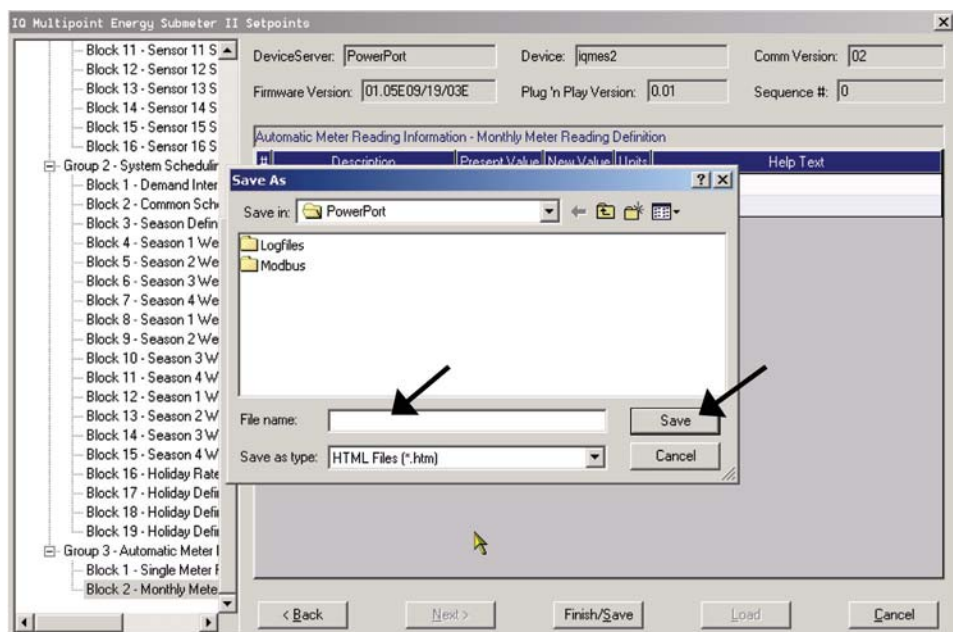 IQ Multipoint Energy Submeter II Setpoints
Block 11 - Sensor 11 S
Block 12 - Sensor 12 S
Block 13 - Sensor 13 S
Block 14 - Sensor 14 S
Block 15 - Sensor 15 S
Block 16 - Sensor 16 S
Group 2 - System Schedulin
Block 1 - Demand Inter
Block 2 - Common Sch
Block 3 - Season Defin
Block 4 - Season 1 We
Block 5 - Season 2 We
Block 6 - Season 3 We
Block 7 - Season 4 We
Block 8 - Season 1 We
Block 9 - Season 2 We
Block 10 - Season 3 W
Block 11 - Season 4 W
Block 12 - Season 1 W
Block 13 - Season 2 W
Block 14 - Season 3 W
Block 15 - Season 4 W
Block 16 - Holiday Rate
Block 17 - Holiday Defi
Block 18 - Holiday Defi
Block 19 - Holiday Defi
Group 3 - Automatic Meter
Block 1 - Single Meter
Block 2 - Monthly Mete
DeviceServer: PowerPort Device: iqmes2 Comm Version: 02
Firmware Version: 01.05E09/19/03E Plug 'n Play Version: 0.01 Sequence #: 0
Automatic Meter Reading Information - Monthly Meter Reading Definition
# Description Present Value New Value Units Help Text
Save As
Save in: PowerPort
Logfiles
Modbus
File name: Save
Save as type: HTML Files (*.htm) Cancel
< Back Next > Finish/Save Load Cancel